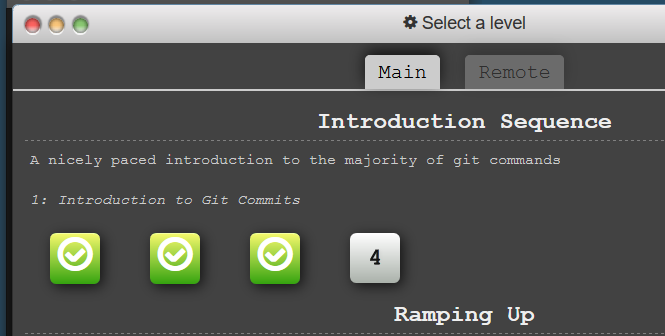 Select a level
Main
Remote
Introduction Sequence
A nicely paced introduction to the majority of git commands
1: Introduction to Git Commits
4
Ramping Up